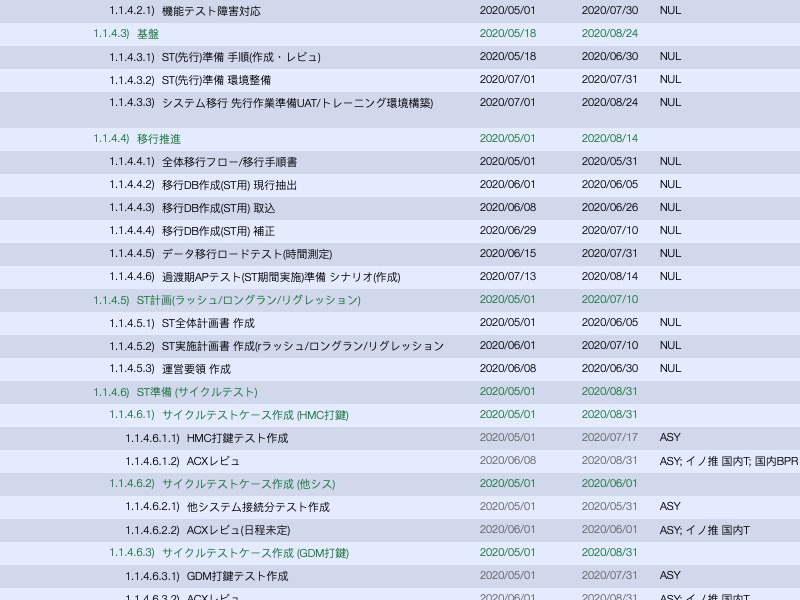 1.1.4.2.1) 機能テスト障害対応 2020/05/01 2020/07/30 NUL
1.1.4.3) 基盤 2020/05/18 2020/08/24
1.1.4.3.1) ST(先行)準備 手順(作成・レビュ) 2020/05/18 2020/06/30 NUL
1.1.4.3.2) ST(先行)準備 環境整備 2020/07/01 2020/07/31 NUL
1.1.4.3.3) システム移行 先行作業準備UAT/トレーニング環境構築) 2020/07/01 2020/08/24 NUL
1.1.4.4) 移行推進 2020/05/01 2020/08/14
1.1.4.4.1) 全体移行フロー/移行手順書 2020/05/01 2020/05/31 NUL
1.1.4.4.2) 移行DB作成(ST用) 現行抽出 2020/06/01 2020/06/05 NUL
1.1.4.4.3) 移行DB作成(ST用) 取込 2020/06/08 2020/06/26 NUL
1.1.4.4.4) 移行DB作成(ST用) 補正 2020/06/29 2020/07/10 NUL
1.1.4.4.5) データ移行ロードテスト(時間測定) 2020/06/15 2020/07/31 NUL
1.1.4.4.6) 過渡期APテスト(ST期間実施)準備 シナリオ(作成) 2020/07/13 2020/08/14 NUL
1.1.4.5) ST計画(ラッシュ/ロングラン/リグレッション) 2020/05/01 2020/07/10
1.1.4.5.1) ST全体計画書 作成 2020/05/01 2020/06/05 NUL
1.1.4.5.2) ST実施計画書 作成(rラッシュ/ロングラン/リグレッション 2020/06/01 2020/07/10 NUL
1.1.4.5.3) 運営要領 作成 2020/06/08 2020/06/30 NUL
1.1.4.6) ST準備 (サイクルテスト) 2020/05/01 2020/08/31
1.1.4.6.1) サイクルテストケース作成 (HMC打鍵) 2020/05/01 2020/08/31
1.1.4.6.1.1) HMC打鍵テスト作成 2020/05/01 2020/07/17 ASY
1.1.4.6.1.2) ACXレビュ 2020/06/08 2020/08/31 ASY; イノ推 国内T; 国内BPR
1.1.4.6.2) サイクルテストケース作成 (他シス) 2020/05/01 2020/06/01
1.1.4.6.2.1) 他システム接続分テスト作成 2020/05/01 2020/05/31 ASY
1.1.4.6.2.2) ACXレビュ(日程未定) 2020/06/01 2020/06/01 ASY; イノ推 国内T
1.1.4.6.3) サイクルテストケース作成 (GDM打鍵) 2020/05/01 2020/08/31
1.1.4.6.3.1) GDM打鍵テスト作成 2020/05/01 2020/07/31 ASY
1.1.4.6.3.2) ACXレビュ 2020/06/01 2020/08/31 ASY; イノ推 国内T